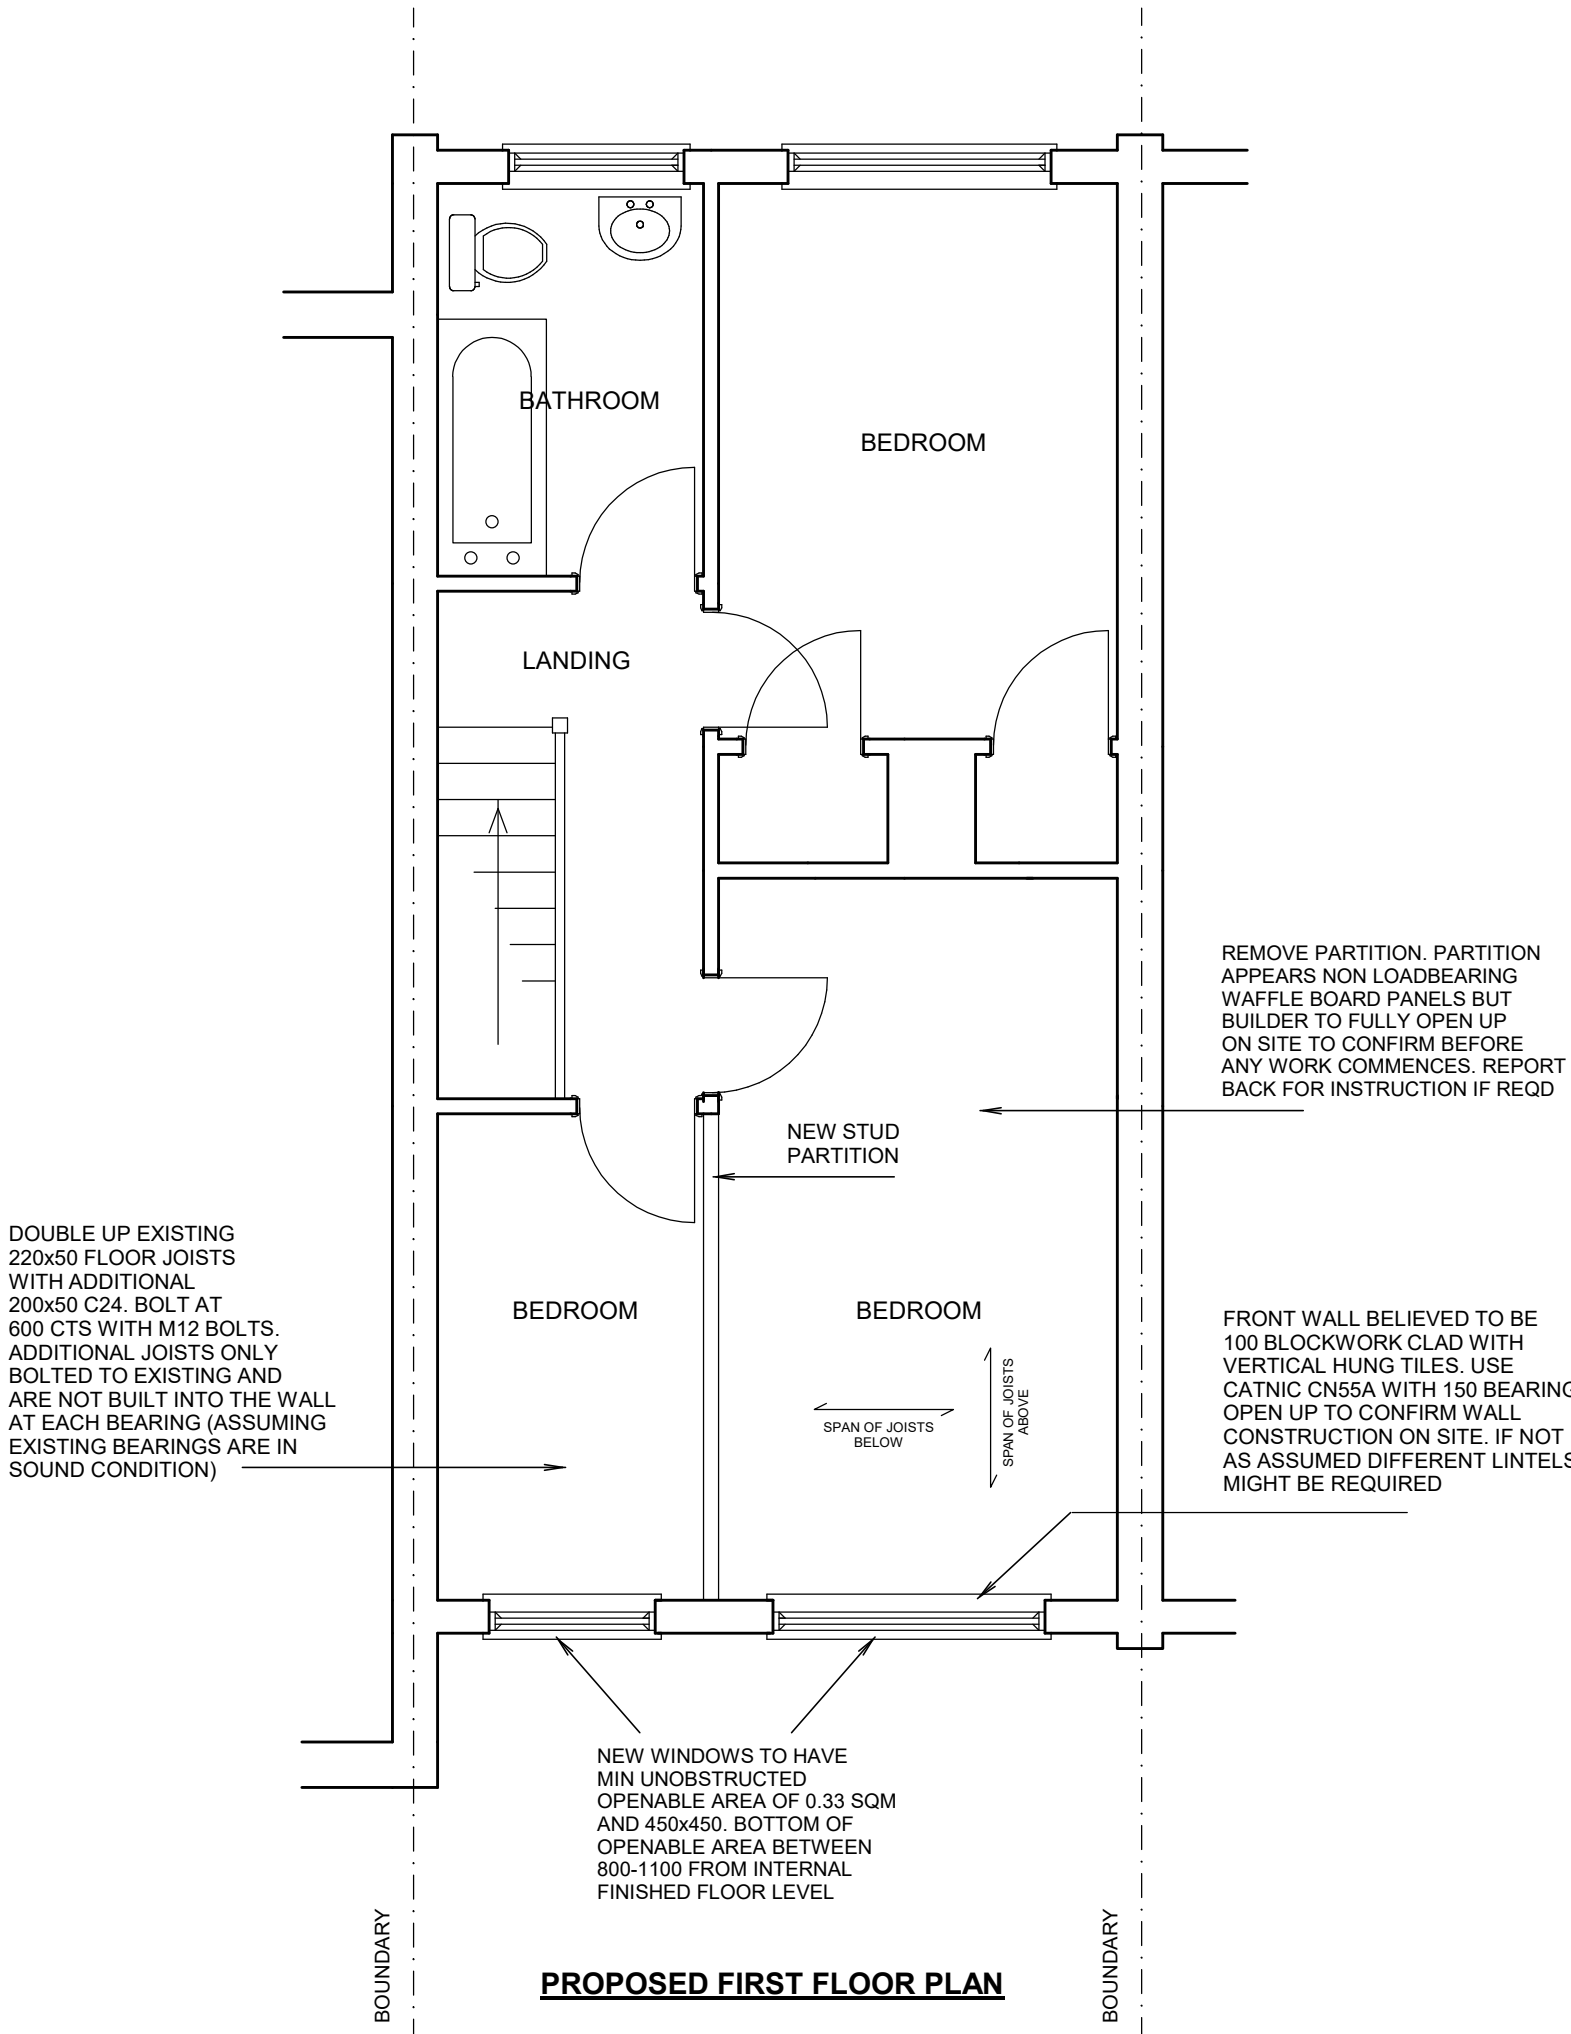 BATHROOM
BEDROOM
LANDING
REMOVE PARTITION. PARTITION
APPEARS NON LOADBEARING
WAFFLE BOARD PANELS BUT
BUILDER TO FULLY OPEN UP
ON SITE TO CONFIRM BEFORE
ANY WORK COMMENCES. REPORT
BACK FOR INSTRUCTION IF REQD
NEW STUD
PARTITION
DOUBLE UP EXISTING
220x50 FLOOR JOISTS
WITH ADDITIONAL
200x50 C24. BOLT AT
600 CTS WITH M12 BOLTS.
ADDITIONAL JOISTS ONLY
BOLTED TO EXISTING AND
ARE NOT BUILT INTO THE WALL
AT EACH BEARING (ASSUMING
EXISTING BEARINGS ARE IN
SOUND CONDITION)
BEDROOM
BEDROOM
SPAN OF JOISTS
BELOW
SPAN OF JOISTS
ABOVE
FRONT WALL BELIEVED TO BE
100 BLOCKWORK CLAD WITH
VERTICAL HUNG TILES. USE
CATNIC CN55A WITH 150 BEARING
OPEN UP TO CONFIRM WALL
CONSTRUCTION ON SITE. IF NOT
AS ASSUMED DIFFERENT LINTELS
MIGHT BE REQUIRED
NEW WINDOWS TO HAVE
MIN UNOBSTRUCTED
OPENABLE AREA OF 0.33 SQM
AND 450x450. BOTTOM OF
OPENABLE AREA BETWEEN
800-1100 FROM INTERNAL
FINISHED FLOOR LEVEL
BOUNDARY
BOUNDARY
PROPOSED FIRST FLOOR PLAN